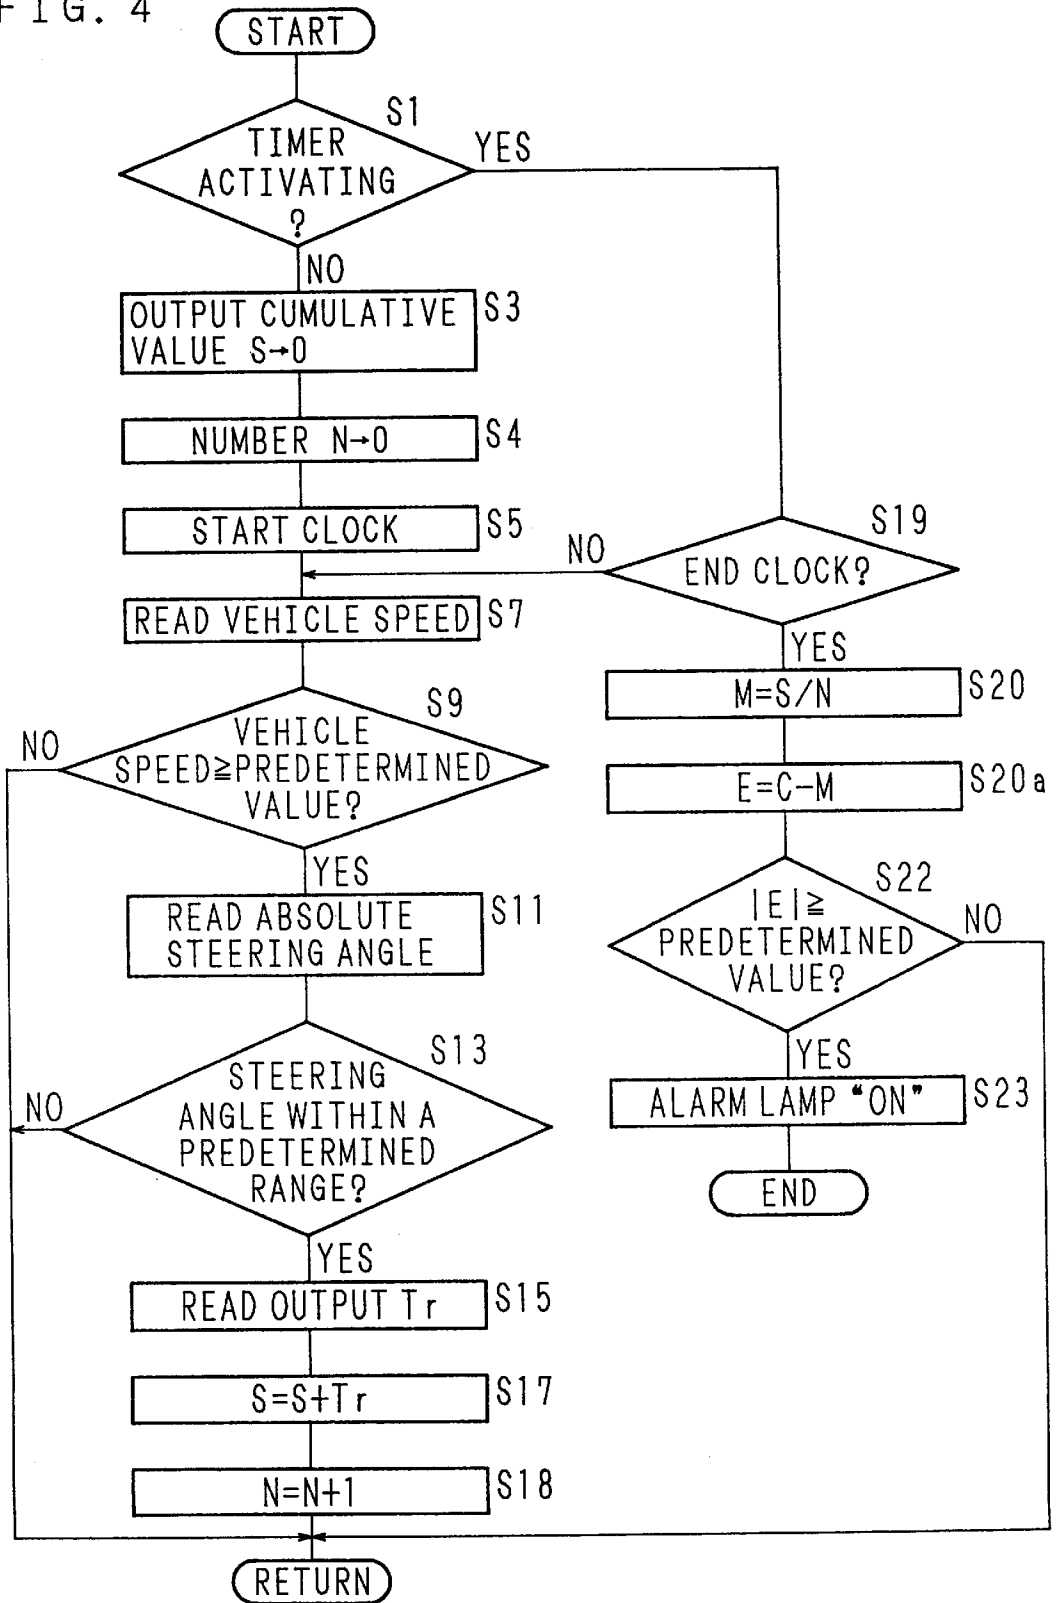 FIG. 4
START
S1
TIMER
ACTIVATING
?
YES
NO
OUTPUT CUMULATIVE
VALUE S→0
S3
NUMBER N→0
S4
START CLOCK
S5
S19
END CLOCK?
NO
YES
READ VEHICLE SPEED
S7
M=S/N
S20
S9
VEHICLE
SPEED≧PREDETERMINED
VALUE?
NO
YES
E=C-M
S20a
READ ABSOLUTE
STEERING ANGLE
S11
S22
|E|≧
PREDETERMINED
VALUE?
NO
YES
S13
STEERING
ANGLE WITHIN A
PREDETERMINED
RANGE?
NO
YES
ALARM LAMP "ON"
S23
END
READ OUTPUT Tr
S15
S=S+Tr
S17
N=N+1
S18
RETURN